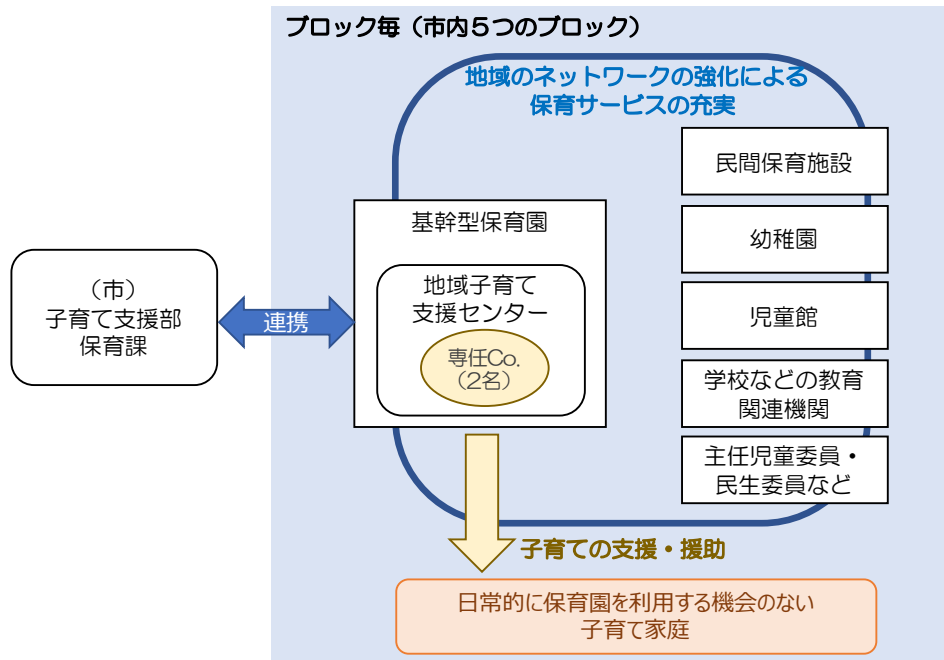 ブロック毎（市内５つのブロック）
地域のネットワークの強化による
保育サービスの充実
民間保育施設
幼稚園
児童館
学校などの教育
関連機関
主任児童委員・
民生委員など
基幹型保育園
地域子育て
支援センター
専任Co.
（2名）
（市）
子育て支援部
保育課
連携
子育ての支援・援助
日常的に保育園を利用する機会のない
子育て家庭